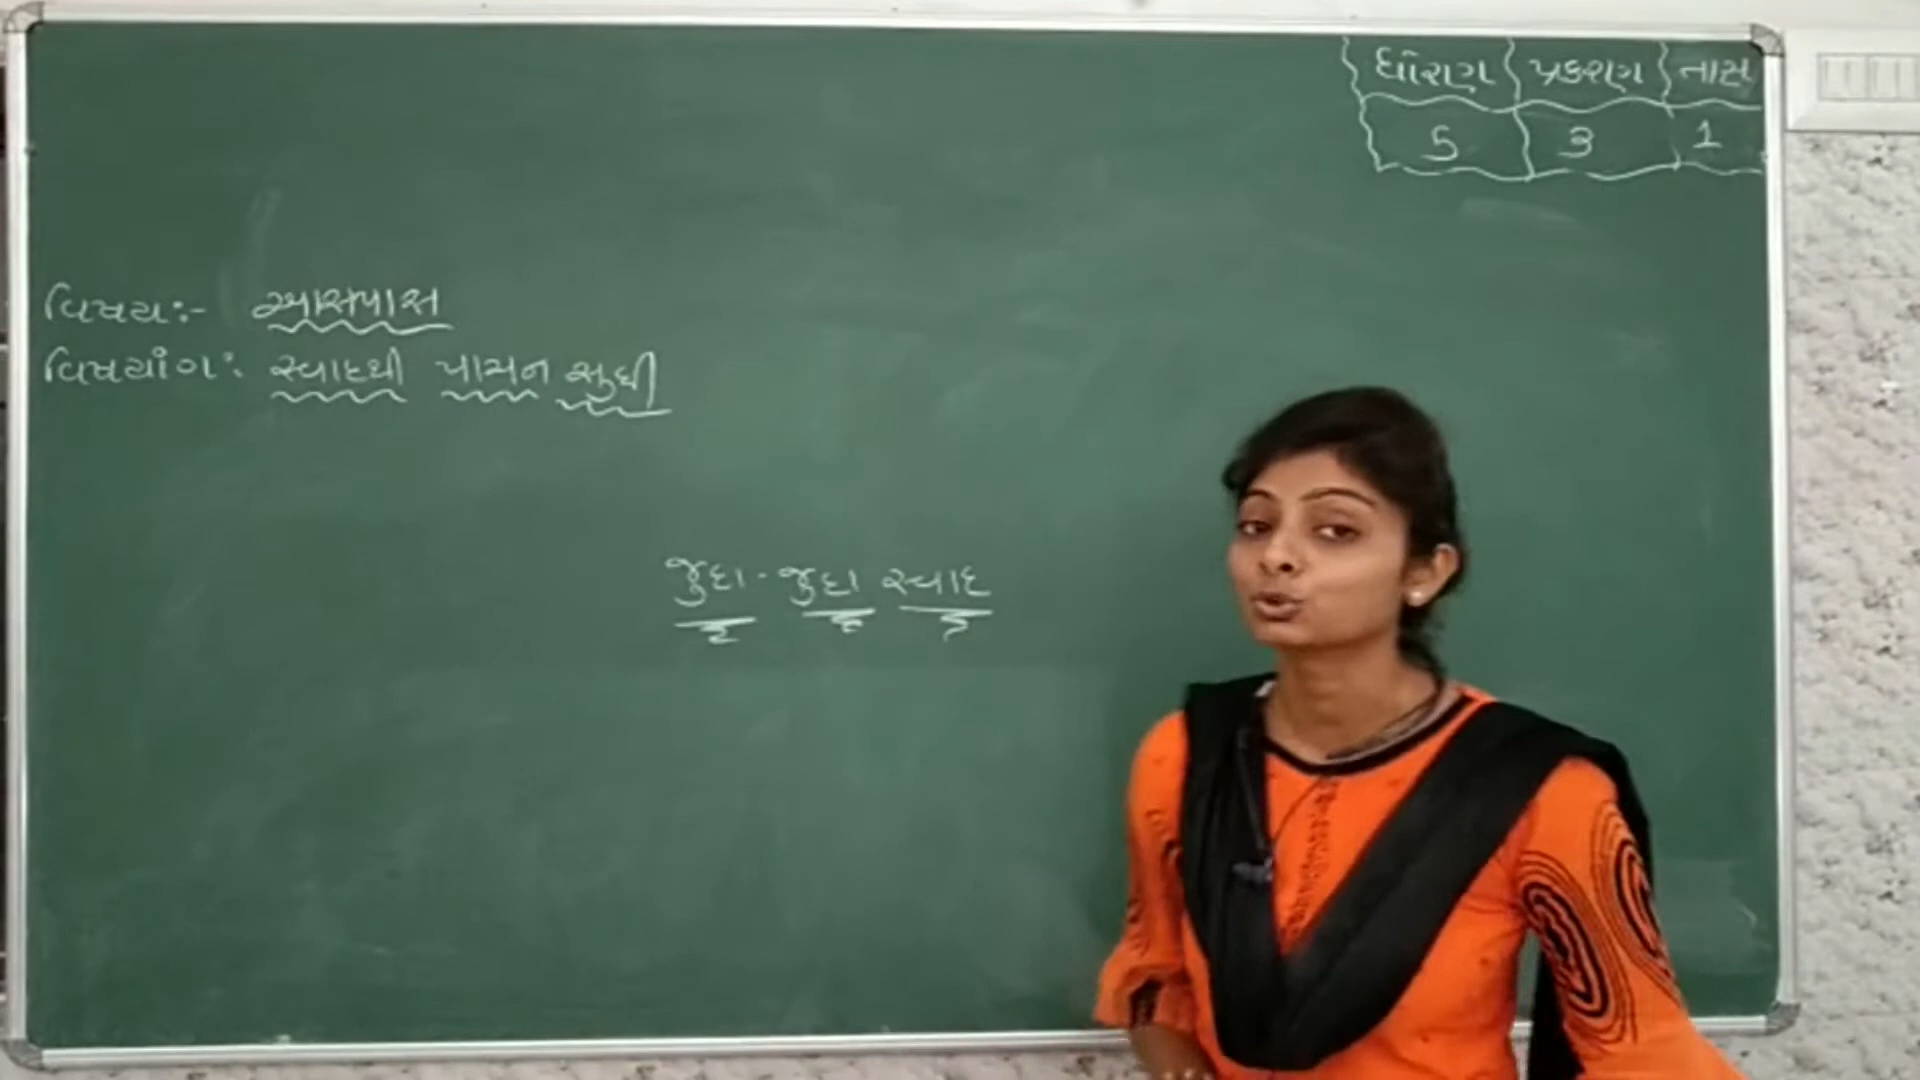 ધોરણ પ્રકરણ તાસ
5 3 1
વિષય:- આસપાસ
વિષયાંગ: સ્વાદથી પાચન સુધી
જુદા - જુદા સ્વાદ